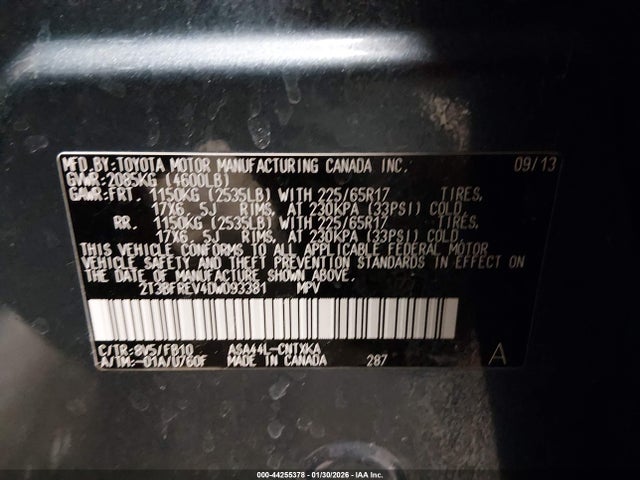 MFD.BY:TOYOTA MOTOR MANUFACTURING CANADA INC. 09/13
GVWR:2085KG (4600LB)
GAWR:FRT. 1150KG (2535LB) WITH 225/65R17 TIRES,
17X6 5J RIMS, AT 230KPA (33PSI) COLD.
RR. 1150KG (2535LB) WITH 225/65R17 TIRES,
17X6 5J RIMS, AT 230KPA (33PSI) COLD.
THIS VEHICLE CONFORMS TO ALL APPLICABLE FEDERAL MOTOR
VEHICLE SAFETY AND THEFT PREVENTION STANDARDS IN EFFECT ON
THE DATE OF MANUFACTURE SHOWN ABOVE.
2T3BFREV4DW093381 MPV
C/TR:8V5/FB10 ASA44L-CNTXKA
A/TM:-01A/U760F MADE IN CANADA 287 A
000-44255378 - 01/30/2026 - IAA Inc.